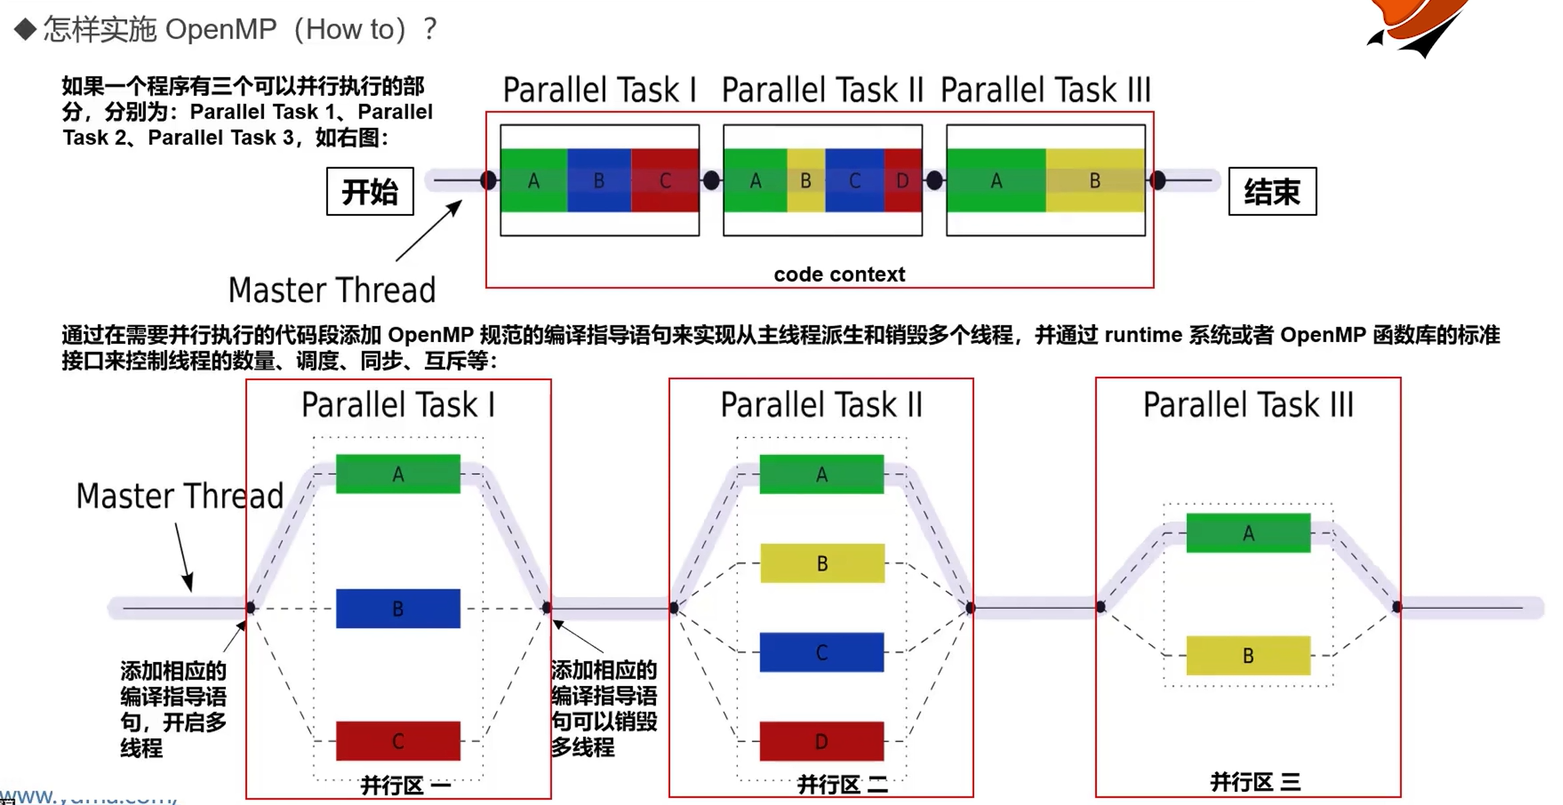 ◆ 怎样实施 OpenMP（How to）？
如果一个程序有三个可以并行执行的部
分，分别为：Parallel Task 1、Parallel
Task 2、Parallel Task 3，如右图：
Parallel Task I
Parallel Task II
Parallel Task III
开始
A
B
C
A
B
C
D
A
B
结束
Master Thread
code context
通过在需要并行执行的代码段添加 OpenMP 规范的编译指导语句来实现从主线程派生和销毁多个线程，并通过 runtime 系统或者 OpenMP 函数库的标准
接口来控制线程的数量、调度、同步、互斥等：
Master Thread
添加相应的
编译指导语
句，开启多
线程
Parallel Task I
A
B
C
并行区 一
添加相应的
编译指导语
句可以销毁
多线程
Parallel Task II
A
B
C
D
并行区 二
Parallel Task III
A
B
并行区 三